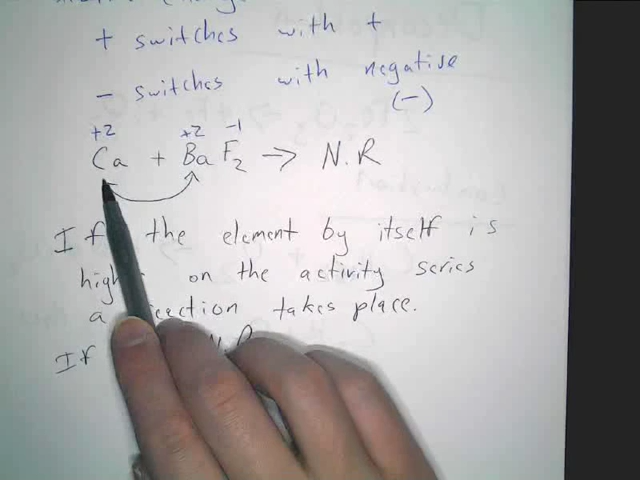 + switches with +
- switches with negative
(-)
+2 +2 -1
Ca + BaF2 -> N.R
If the element by itself is
high on the activity series
a takes place.
If N.R